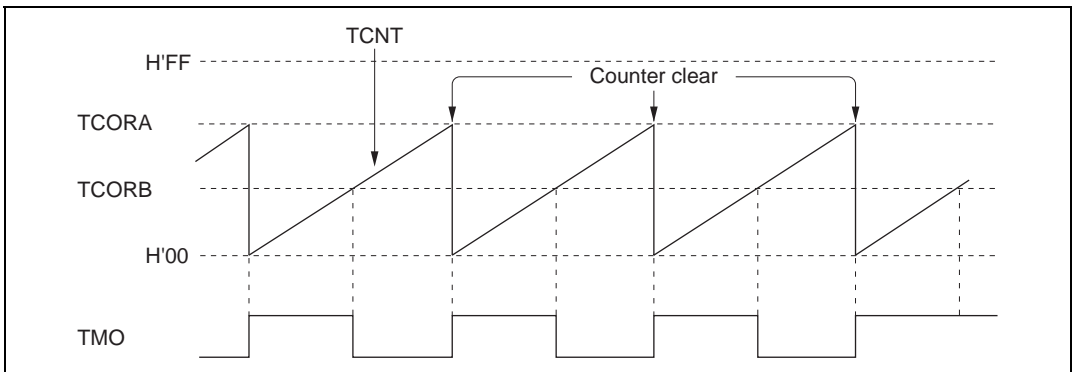 TCNT
H'FF
Counter clear
TCORA
TCORB
H'00
TMO